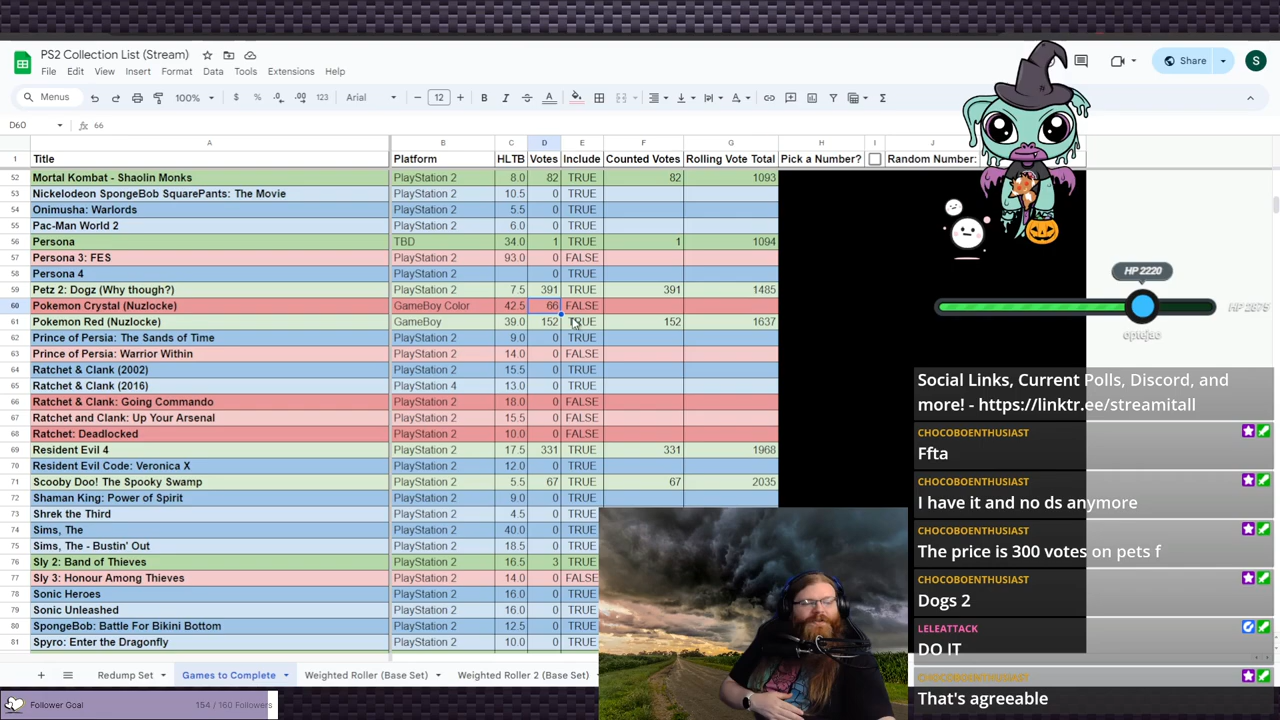 PS2 Collection List (Stream)
File Edit View Insert Format Data Tools Extensions Help
Share S
Menus 100% $ % .0 .00 123 Arial 12 B I A
D60 fx 66
A B C D E F G H I J
1 Title Platform HLTB Votes Include Counted Votes Rolling Vote Total Pick a Number? Random Number:
52 Mortal Kombat - Shaolin Monks PlayStation 2 8.0 82 TRUE 82 1093
53 Nickelodeon SpongeBob SquarePants: The Movie PlayStation 2 10.5 0 TRUE
54 Onimusha: Warlords PlayStation 2 5.5 0 TRUE
55 Pac-Man World 2 PlayStation 2 6.0 0 TRUE
56 Persona TBD 34.0 1 TRUE 1 1094
57 Persona 3: FES PlayStation 2 93.0 0 FALSE
58 Persona 4 PlayStation 2 0 TRUE
59 Petz 2: Dogz (Why though?) PlayStation 2 7.5 391 TRUE 391 1485
60 Pokemon Crystal (Nuzlocke) GameBoy Color 42.5 66 FALSE
61 Pokemon Red (Nuzlocke) GameBoy 39.0 152 TRUE 152 1637
62 Prince of Persia: The Sands of Time PlayStation 2 9.0 0 TRUE
63 Prince of Persia: Warrior Within PlayStation 2 14.0 0 FALSE
64 Ratchet & Clank (2002) PlayStation 2 15.5 0 TRUE
65 Ratchet & Clank (2016) PlayStation 4 13.0 0 TRUE
66 Ratchet & Clank: Going Commando PlayStation 2 18.0 0 FALSE
67 Ratchet and Clank: Up Your Arsenal PlayStation 2 15.5 0 FALSE
68 Ratchet: Deadlocked PlayStation 2 10.0 0 FALSE
69 Resident Evil 4 PlayStation 2 17.5 331 TRUE 331 1968
70 Resident Evil Code: Veronica X PlayStation 2 12.0 0 TRUE
71 Scooby Doo! The Spooky Swamp PlayStation 2 5.5 67 TRUE 67 2035
72 Shaman King: Power of Spirit PlayStation 2 9.0 0 TRUE
73 Shrek the Third PlayStation 2 4.5 0 TRUE
74 Sims, The PlayStation 2 40.0 0 TRUE
75 Sims, The - Bustin' Out PlayStation 2 18.5 0 TRUE
76 Sly 2: Band of Thieves PlayStation 2 16.5 3 TRUE
77 Sly 3: Honour Among Thieves PlayStation 2 14.0 0 FALSE
78 Sonic Heroes PlayStation 2 16.0 0 TRUE
79 Sonic Unleashed PlayStation 2 16.0 0 TRUE
80 SpongeBob: Battle For Bikini Bottom PlayStation 2 12.5 0 TRUE
81 Spyro: Enter the Dragonfly PlayStation 2 10.0 0 TRUE
Redump Set Games to Complete Weighted Roller (Base Set) Weighted Roller 2 (Base Set)
Follower Goal 154 / 160 Followers
HP 2220
HP 2875
optejac
Social Links, Current Polls, Discord, and
more! - https://linktr.ee/streamitall
CHOCOBOENTHUSIAST
Ffta
CHOCOBOENTHUSIAST
I have it and no ds anymore
CHOCOBOENTHUSIAST
The price is 300 votes on pets f
CHOCOBOENTHUSIAST
Dogs 2
LELEATTACK
DO IT
CHOCOBOENTHUSIAST
That's agreeable